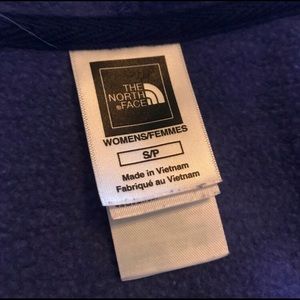 THE
NORTH
FACE
WOMENS/FEMMES
S/P
Made in Vietnam
Fabriqué au Vietnam